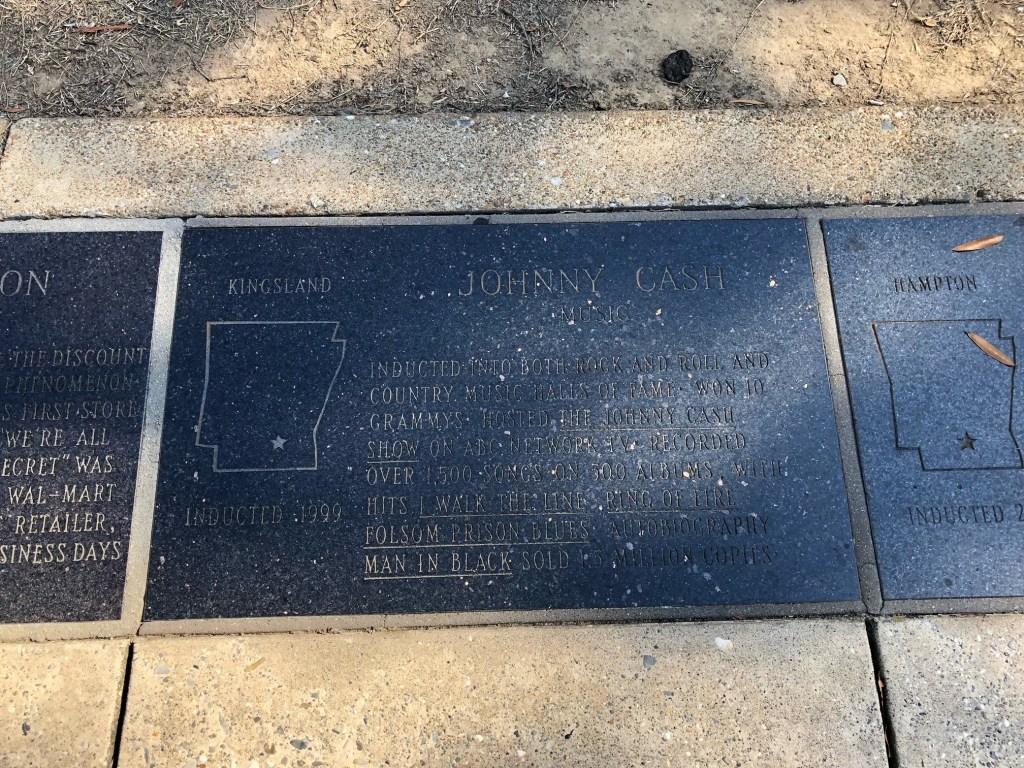 ON
THE DISCOUNT
PHENOMENON
S FIRST STORE
WE'RE ALL
ECRET" WAS
WAL-MART
RETAILER,
SINESS DAYS
KINGSLAND
JOHNNY CASH
MUSIC
INDUCTED INTO BOTH ROCK AND ROLL AND
COUNTRY MUSIC HALLS OF FAME. WON 10
GRAMMYS. HOSTED THE JOHNNY CASH
SHOW ON ABC NETWORK TV. RECORDED
OVER 1,500 SONGS ON 500 ALBUMS, WITH
HITS I WALK THE LINE, RING OF FIRE
FOLSOM PRISON BLUES. AUTOBIOGRAPHY
MAN IN BLACK SOLD 1.5 MILLION COPIES
INDUCTED 1999
HAMPTON
INDUCTED 2